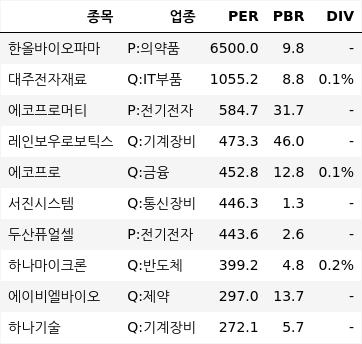 종목 업종 PER PBR DIV
한올바이오파마 P:의약품 6500.0 9.8 -
대주전자재료 Q:IT부품 1055.2 8.8 0.1%
에코프로머티 P:전기전자 584.7 31.7 -
레인보우로보틱스 Q:기계장비 473.3 46.0 -
에코프로 Q:금융 452.8 12.8 0.1%
서진시스템 Q:통신장비 446.3 1.3 -
두산퓨얼셀 P:전기전자 443.6 2.6 -
하나마이크론 Q:반도체 399.2 4.8 0.2%
에이비엘바이오 Q:제약 297.0 13.7 -
하나기술 Q:기계장비 272.1 5.7 -